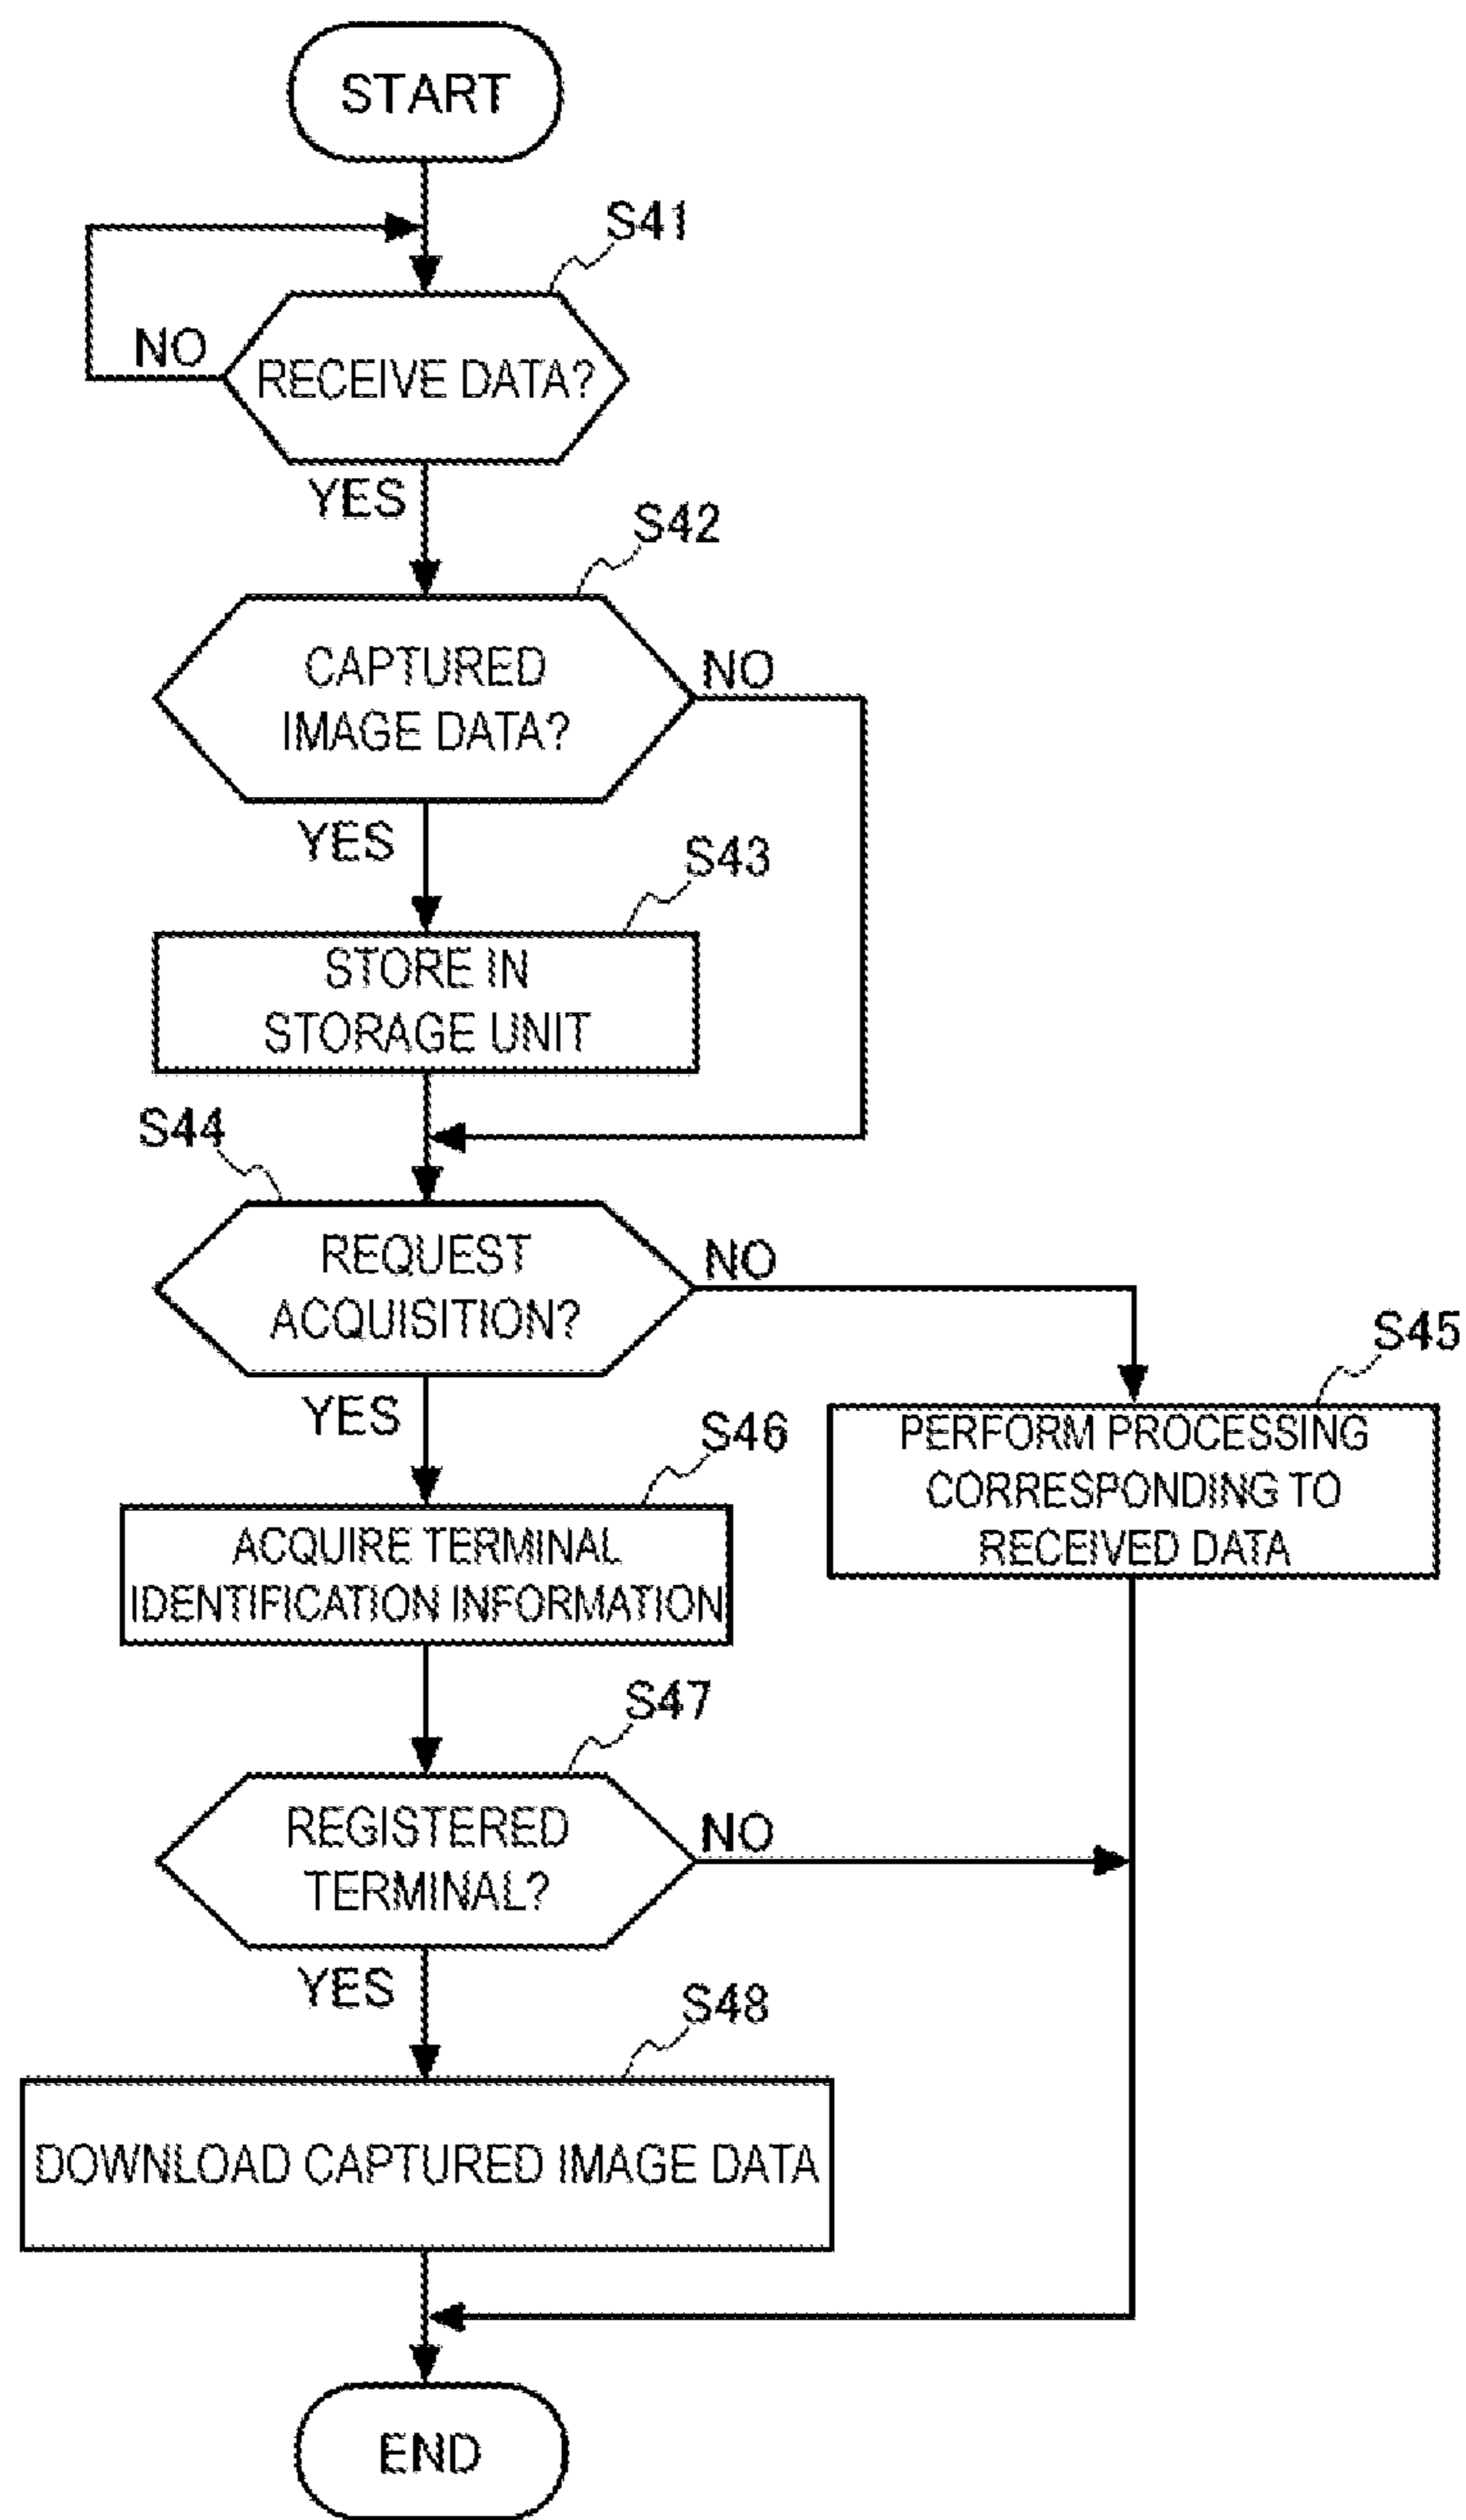 START
S41
NO
RECEIVE DATA?
YES
S42
CAPTURED
IMAGE DATA?
NO
YES
S43
STORE IN
STORAGE UNIT
S44
REQUEST
ACQUISITION?
NO
S45
YES
PERFORM PROCESSING
CORRESPONDING TO
RECEIVED DATA
S46
ACQUIRE TERMINAL
IDENTIFICATION INFORMATION
S47
REGISTERED
TERMINAL?
NO
YES
S48
DOWNLOAD CAPTURED IMAGE DATA
END